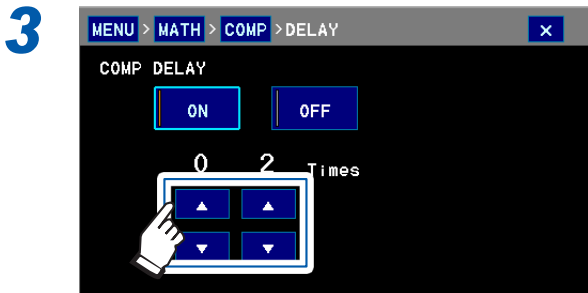 3
MENU > MATH > COMP > DELAY x
COMP DELAY
ON OFF
0 2 Times